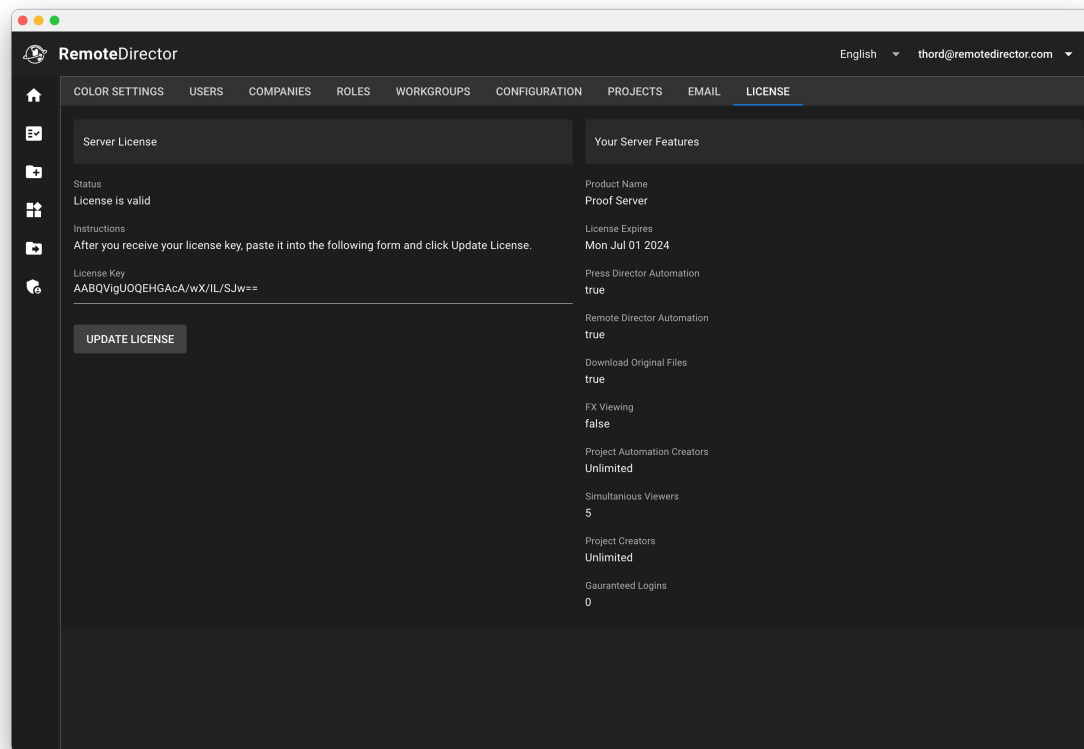 RemoteDirector
English
thord@remotedirector.com
COLOR SETTINGS USERS COMPANIES ROLES WORKGROUPS CONFIGURATION PROJECTS EMAIL LICENSE
Server License
Status
License is valid
Instructions
After you receive your license key, paste it into the following form and click Update License.
License Key
AABQVigUOQEHGAcA/wX/IL/SJw==
UPDATE LICENSE
Your Server Features
Product Name
Proof Server
License Expires
Mon Jul 01 2024
Press Director Automation
true
Remote Director Automation
true
Download Original Files
true
FX Viewing
false
Project Automation Creators
Unlimited
Simultanious Viewers
5
Project Creators
Unlimited
Gauranteed Logins
0